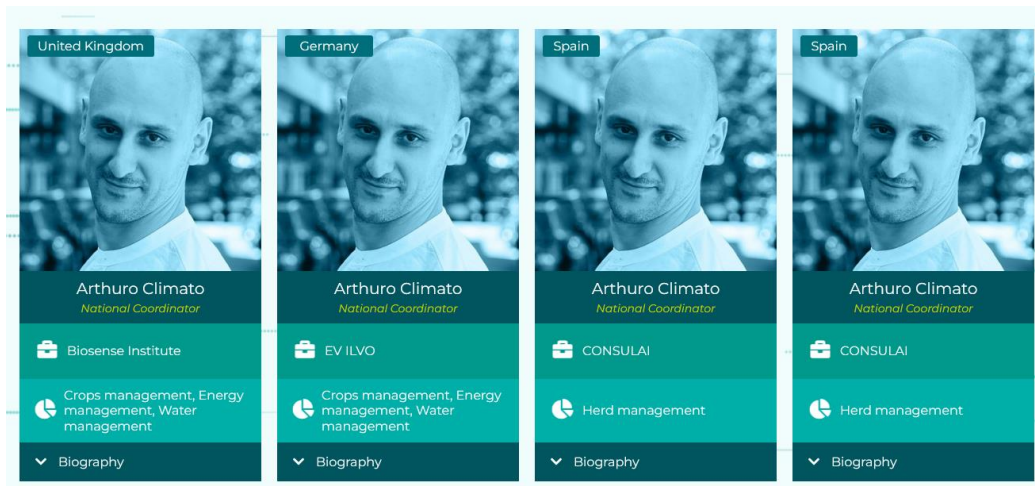 United Kingdom
Arthuro Climato
National Coordinator
Biosense Institute
Crops management, Energy
management, Water
management
Biography
Germany
Arthuro Climato
National Coordinator
EV ILVO
Crops management, Energy
management, Water
management
Biography
Spain
Arthuro Climato
National Coordinator
CONSULAI
Herd management
Biography
Spain
Arthuro Climato
National Coordinator
CONSULAI
Herd management
Biography